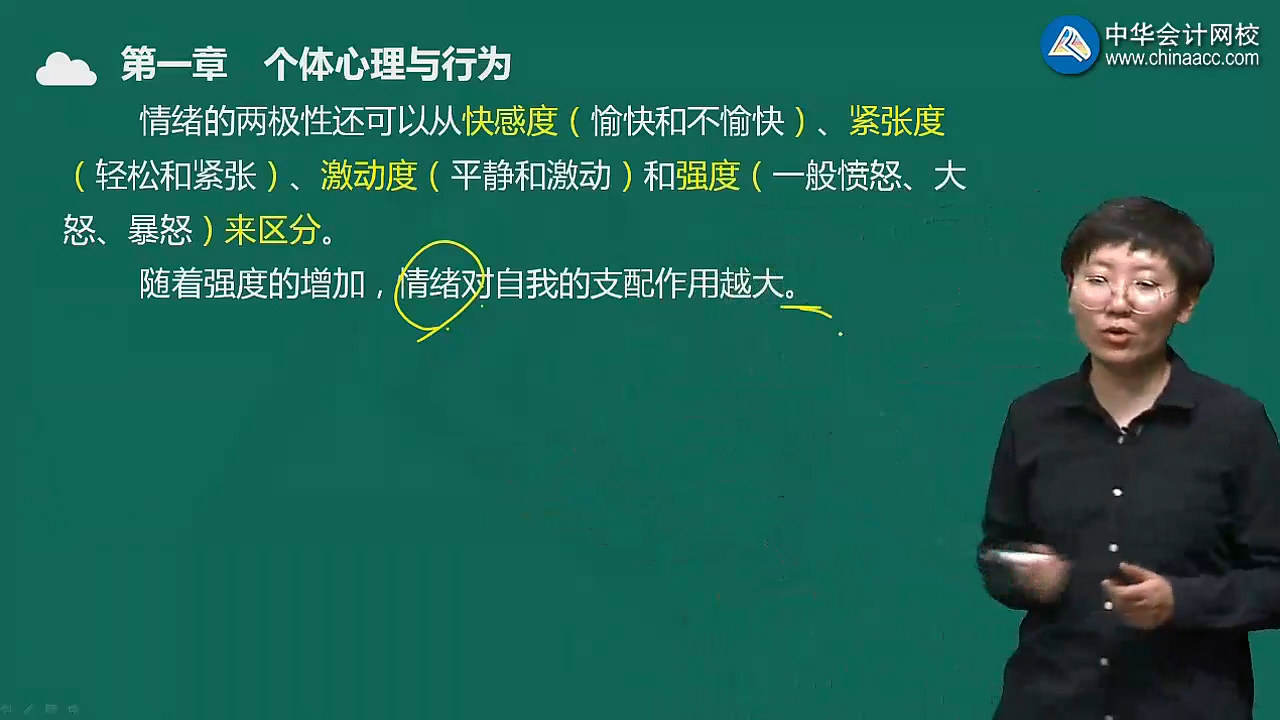 中华会计网校
www.chinaacc.com
第一章 个体心理与行为
情绪的两极性还可以从快感度（愉快和不愉快）、紧张度
（轻松和紧张）、激动度（平静和激动）和强度（一般愤怒、大
怒、暴怒）来区分。
随着强度的增加，情绪对自我的支配作用越大。